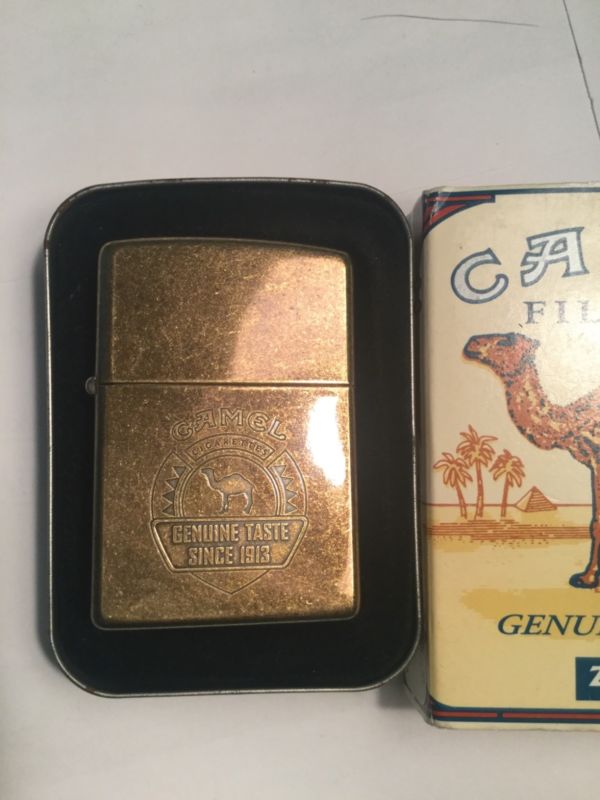 CAMEL
CIGARETTES
GENUINE TASTE
SINCE 1913
CA
FIL
GENU
Z